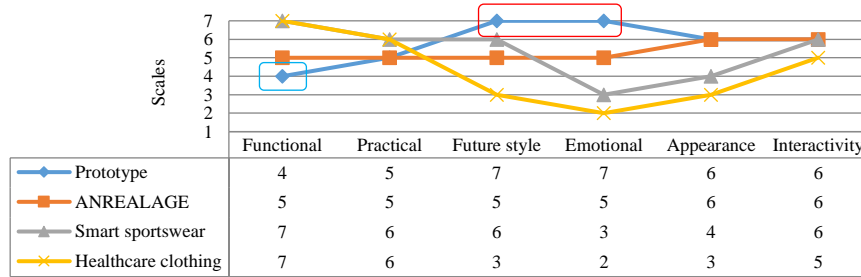 7
6
5
4
3
2
1
Scales
Functional Practical Future style Emotional Appearance Interactivity
Prototype 4 5 7 7 6 6
ANREALAGE 5 5 5 5 6 6
Smart sportswear 7 6 6 3 4 6
Healthcare clothing 7 6 3 2 3 5